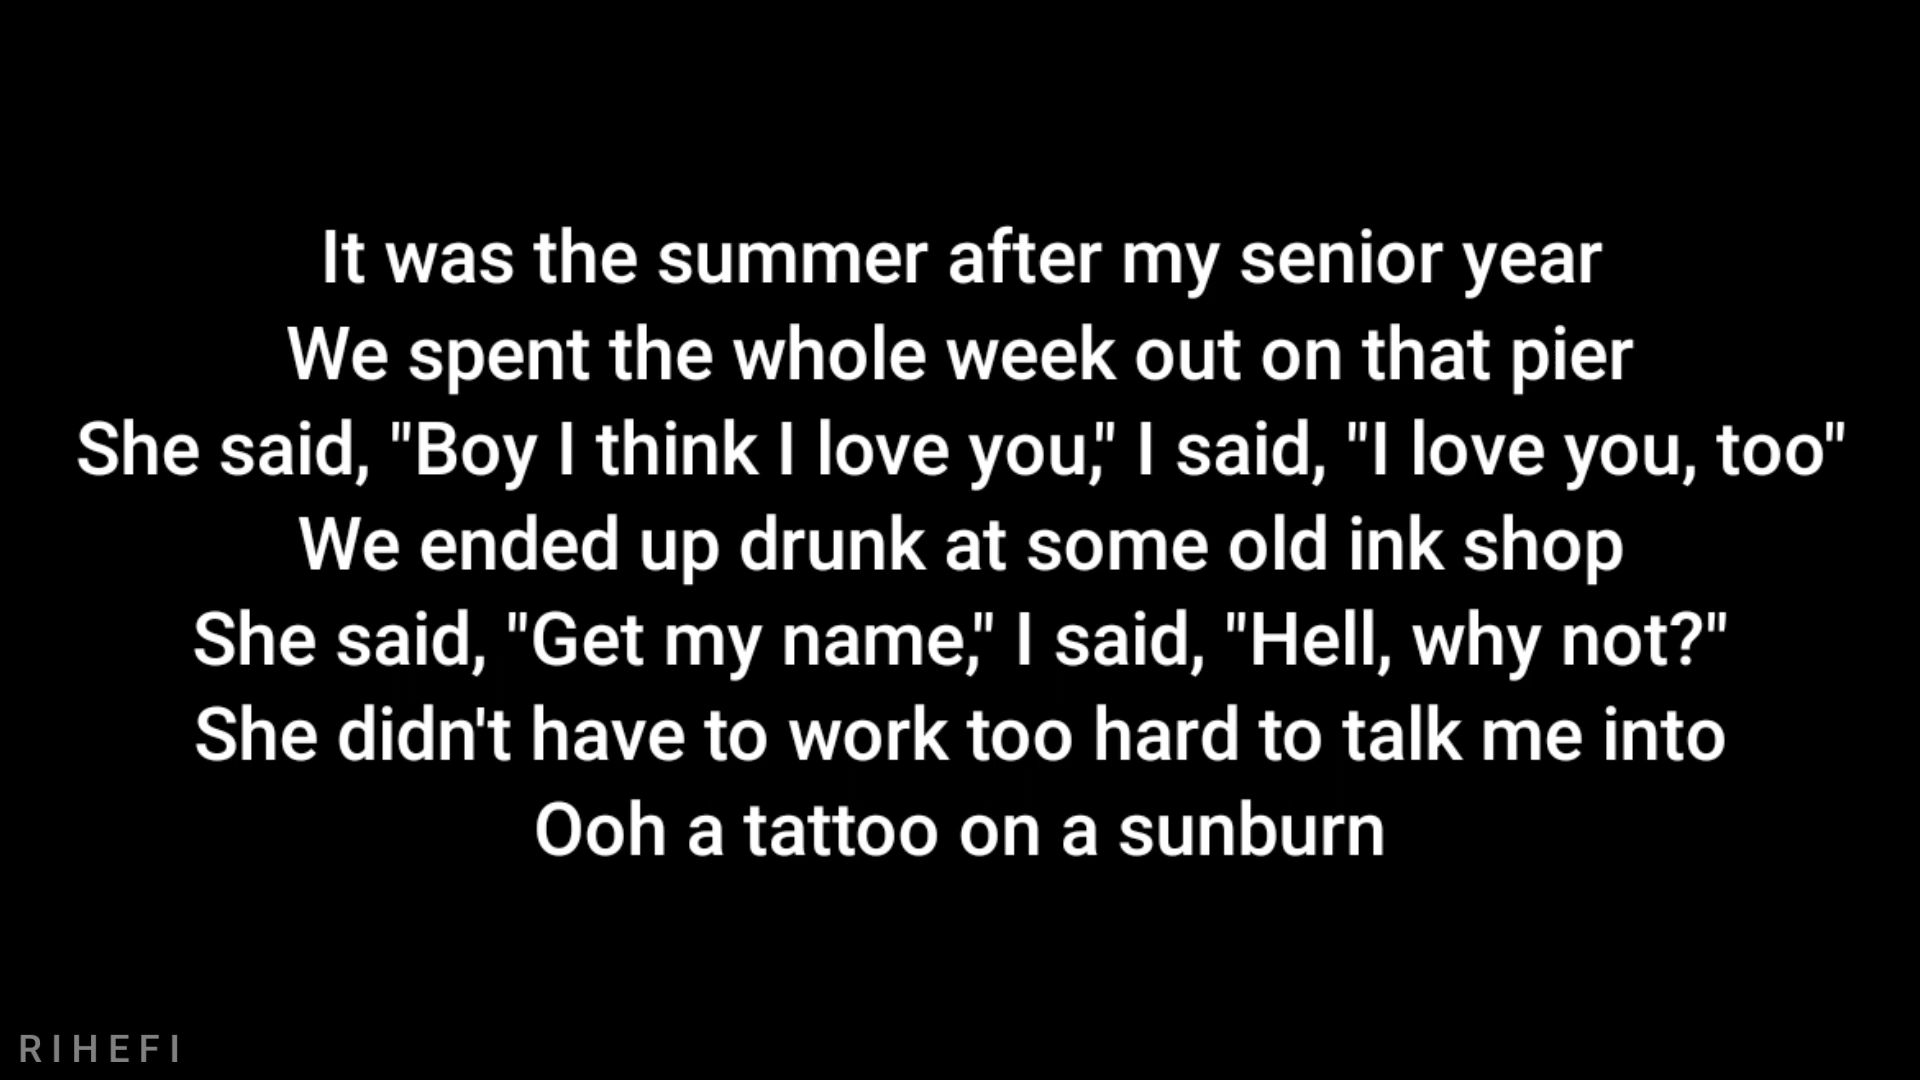 It was the summer after my senior year
We spent the whole week out on that pier
She said, "Boy I think I love you," I said, "I love you, too"
We ended up drunk at some old ink shop
She said, "Get my name," I said, "Hell, why not?"
She didn't have to work too hard to talk me into
Ooh a tattoo on a sunburn
RIHEFI